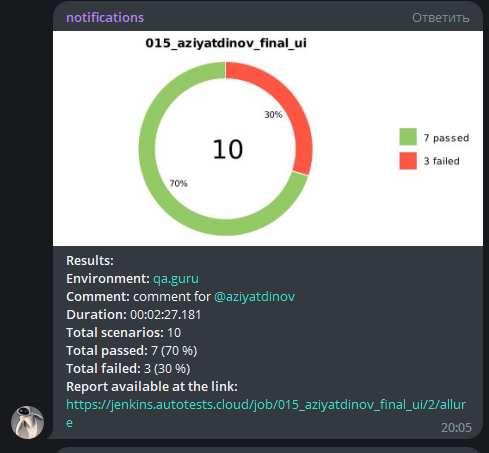 notifications
Ответить
015_aziyatdinov_final_ui
30%
7 passed
10
3 failed
70%
Results:
Environment: qa.guru
Comment: comment for @aziyatdinov
Duration: 00:02:27.181
Total scenarios: 10
Total passed: 7 (70 %)
Total failed: 3 (30 %)
Report available at the link:
https://jenkins.autotests.cloud/job/015_aziyatdinov_final_ui/2/allur
e
20:05